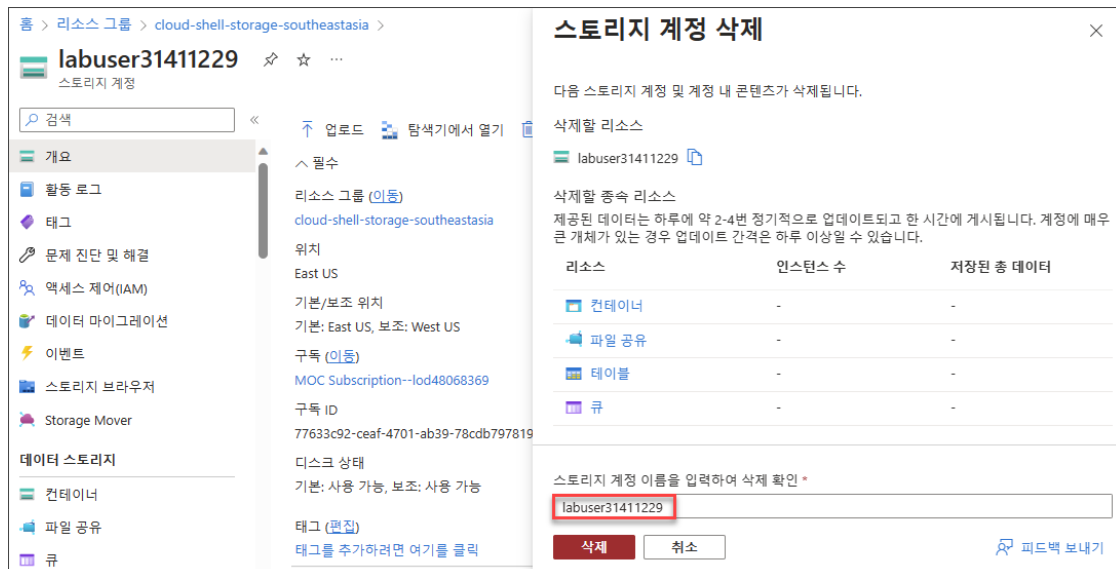 홈 > 리소스 그룹 > cloud-shell-storage-southeastasia >
labuser31411229
스토리지 계정
검색
개요
활동 로그
태그
문제 진단 및 해결
액세스 제어(IAM)
데이터 마이그레이션
이벤트
스토리지 브라우저
Storage Mover
데이터 스토리지
컨테이너
파일 공유
큐
업로드 탐색기에서 열기
필수
리소스 그룹 (이동)
cloud-shell-storage-southeastasia
위치
East US
기본/보조 위치
기본: East US, 보조: West US
구독 (이동)
MOC Subscription--lod48068369
구독 ID
77633c92-ceaf-4701-ab39-78cdb797819
디스크 상태
기본: 사용 가능, 보조: 사용 가능
태그 (편집)
태그를 추가하려면 여기를 클릭
스토리지 계정 삭제
다음 스토리지 계정 및 계정 내 콘텐츠가 삭제됩니다.
삭제할 리소스
labuser31411229
삭제할 종속 리소스
제공된 데이터는 하루에 약 2-4번 정기적으로 업데이트되고 한 시간에 게시됩니다. 계정에 매우
큰 개체가 있는 경우 업데이트 간격은 하루 이상일 수 있습니다.
리소스 인스턴스 수 저장된 총 데이터
컨테이너 - -
파일 공유 - -
테이블 - -
큐 - -
스토리지 계정 이름을 입력하여 삭제 확인 *
labuser31411229
삭제 취소 피드백 보내기